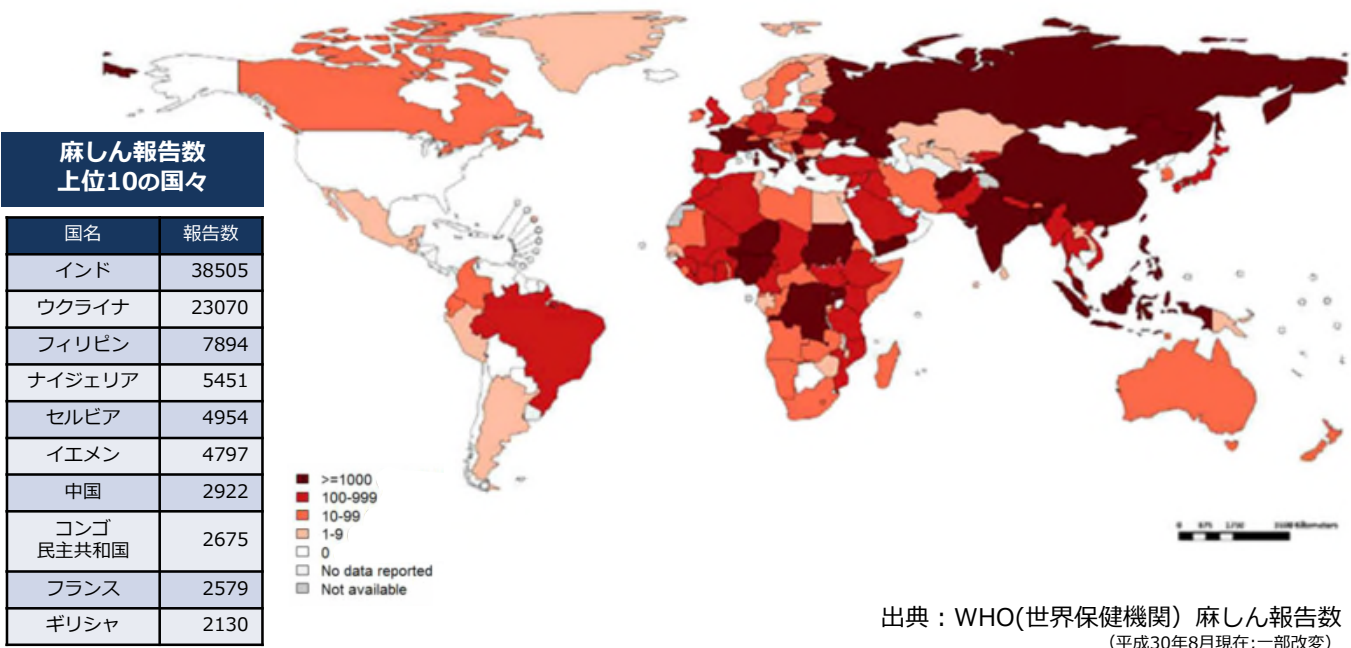 麻しん報告数
上位10の国々
国名 報告数
インド 38505
ウクライナ 23070
フィリピン 7894
ナイジェリア 5451
セルビア 4954
イエメン 4797
中国 2922
コンゴ
民主共和国 2675
フランス 2579
ギリシャ 2130
>=1000
100-999
10-99
1-9
0
No data reported
Not available
0 875 1750 Kilometers
出典：WHO(世界保健機関）麻しん報告数
（平成30年8月現在:一部改変）